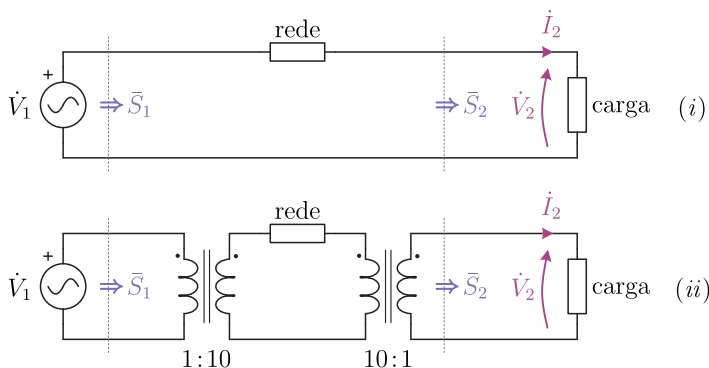 rede
İ₂
+
V̇₁
⇒ S̄₁
⇒ S̄₂
V̇₂
carga
(i)
rede
İ₂
+
V̇₁
⇒ S̄₁
⇒ S̄₂
V̇₂
carga
(ii)
1:10
10:1